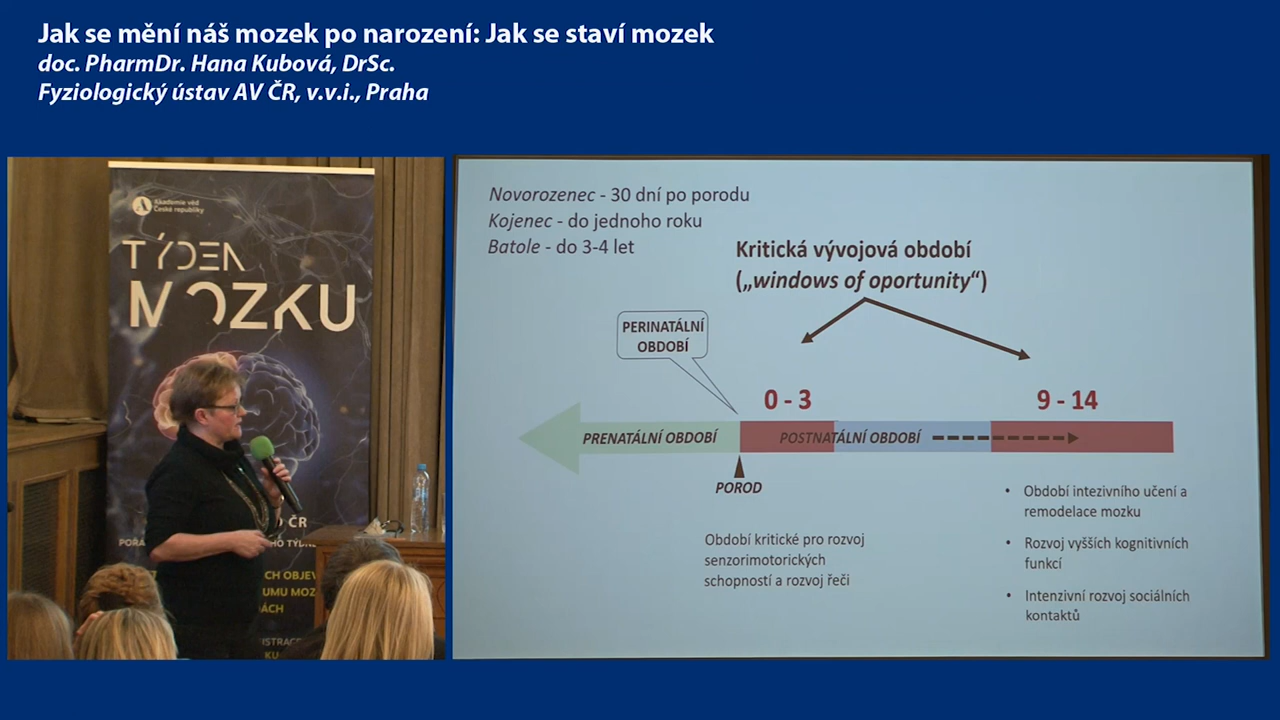 Jak se mění náš mozek po narození: Jak se staví mozek
doc. PharmDr. Hana Kubová, DrSc.
Fyziologický ústav AV ČR, v.v.i., Praha
Akademie věd
České republiky
TÝDEN
MOZKU
Novorozenec - 30 dní po porodu
Kojenec - do jednoho roku
Batole - do 3-4 let
Kritická vývojová období
(„windows of oportunity“)
PERINATÁLNÍ
OBDOBÍ
0 - 3
9 - 14
PRENATÁLNÍ OBDOBÍ
POSTNATÁLNÍ OBDOBÍ
POROD
Období kritické pro rozvoj
senzorimotorických
schopností a rozvoj řeči
• Období intezivního učení a
remodelace mozku
• Rozvoj vyšších kognitivních
funkcí
• Intenzivní rozvoj sociálních
kontaktů